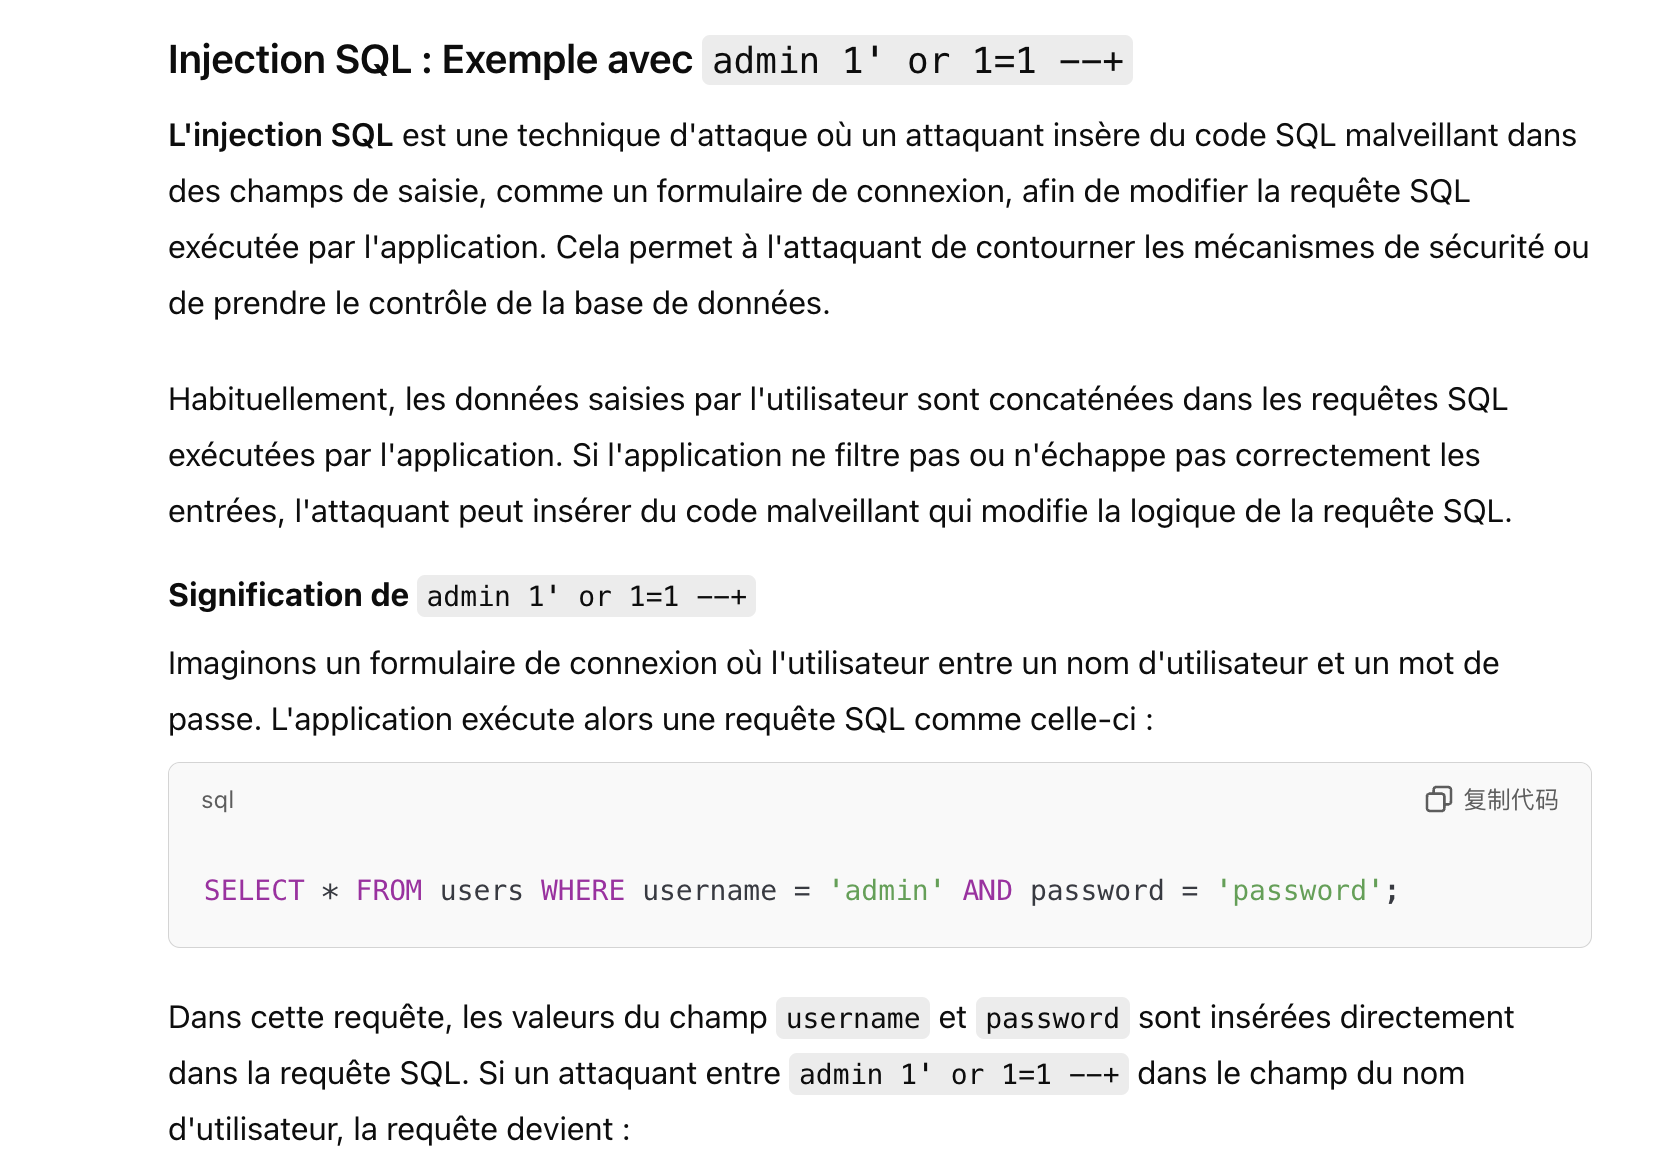 Injection SQL : Exemple avec admin 1' or 1=1 --+
L'injection SQL est une technique d'attaque où un attaquant insère du code SQL malveillant dans
des champs de saisie, comme un formulaire de connexion, afin de modifier la requête SQL
exécutée par l'application. Cela permet à l'attaquant de contourner les mécanismes de sécurité ou
de prendre le contrôle de la base de données.
Habituellement, les données saisies par l'utilisateur sont concaténées dans les requêtes SQL
exécutées par l'application. Si l'application ne filtre pas ou n'échappe pas correctement les
entrées, l'attaquant peut insérer du code malveillant qui modifie la logique de la requête SQL.
Signification de admin 1' or 1=1 --+
Imaginons un formulaire de connexion où l'utilisateur entre un nom d'utilisateur et un mot de
passe. L'application exécute alors une requête SQL comme celle-ci :
sql 复制代码
SELECT * FROM users WHERE username = 'admin' AND password = 'password';
Dans cette requête, les valeurs du champ username et password sont insérées directement
dans la requête SQL. Si un attaquant entre admin 1' or 1=1 --+ dans le champ du nom
d'utilisateur, la requête devient :